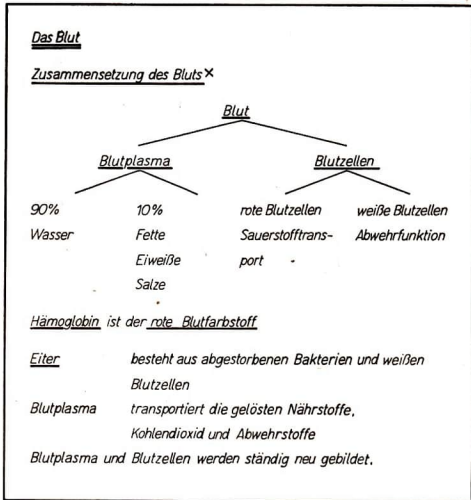 Das Blut
Zusammensetzung des Bluts×
Blut
Blutplasma Blutzellen
90% 10% rote Blutzellen weiße Blutzellen
Wasser Fette Sauerstofftrans- Abwehrfunktion
Eiweiße port
Salze
Hämoglobin ist der rote Blutfarbstoff
Eiter besteht aus abgestorbenen Bakterien und weißen
Blutzellen
Blutplasma transportiert die gelösten Nährstoffe,
Kohlendioxid und Abwehrstoffe
Blutplasma und Blutzellen werden ständig neu gebildet.